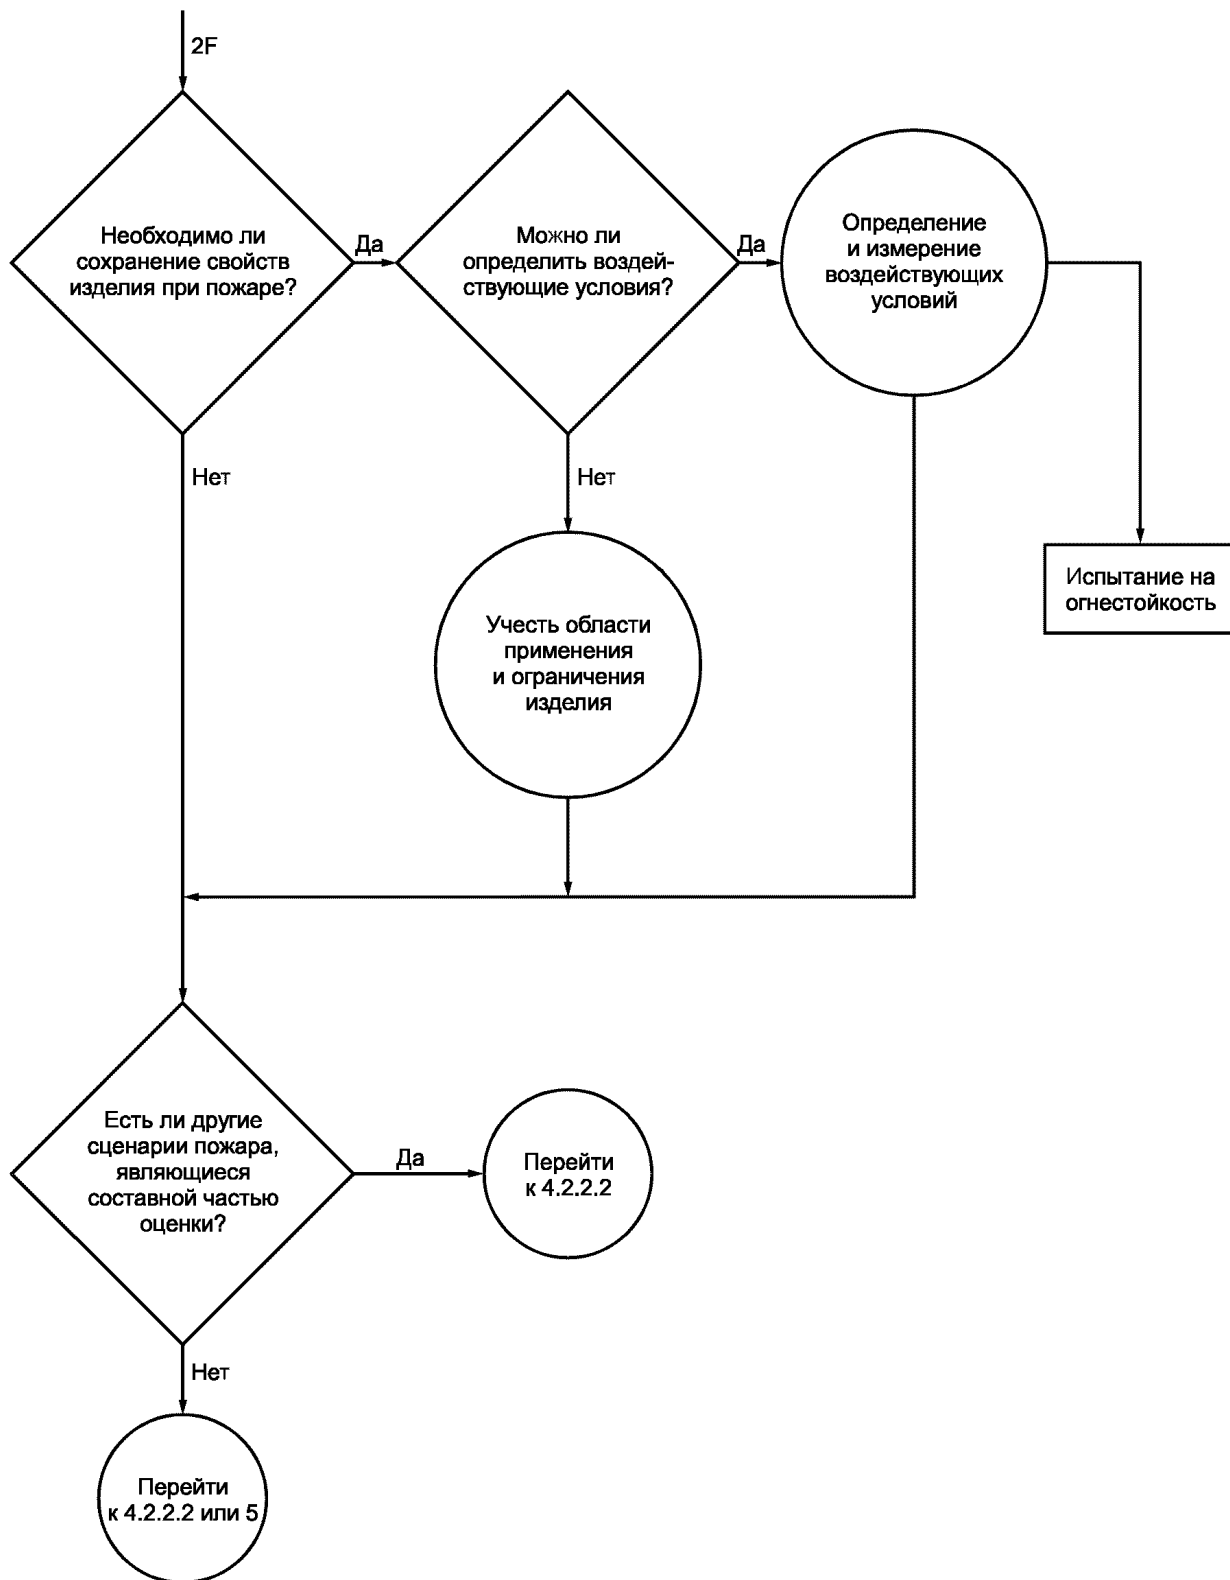 2F
Необходимо ли
сохранение свойств
изделия при пожаре?
Да
Можно ли
определить воздей-
ствующие условия?
Да
Определение
и измерение
воздействующих
условий
Нет
Нет
Испытание на
огнестойкость
Учесть области
применения
и ограничения
изделия
Есть ли другие
сценарии пожара,
являющиеся
составной частью
оценки?
Да
Перейти
к 4.2.2.2
Нет
Перейти
к 4.2.2.2 или 5